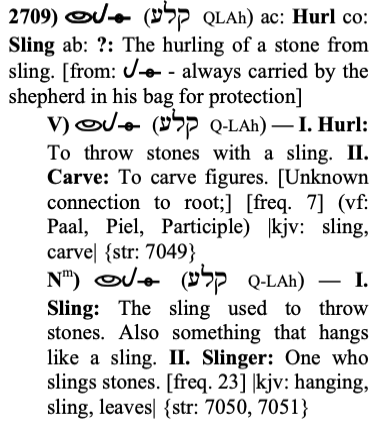 2709) (קלע QLAh) ac: Hurl co:
Sling ab: ?: The hurling of a stone from
sling. [from: - always carried by the
shepherd in his bag for protection]
V) (קלע Q-LAh) — I. Hurl:
To throw stones with a sling. II.
Carve: To carve figures. [Unknown
connection to root;] [freq. 7] (vf:
Paal, Piel, Participle) |kjv: sling,
carve| {str: 7049}
Nᵐ) (קלע Q-LAh) — I.
Sling: The sling used to throw
stones. Also something that hangs
like a sling. II. Slinger: One who
slings stones. [freq. 23] |kjv: hanging,
sling, leaves| {str: 7050, 7051}